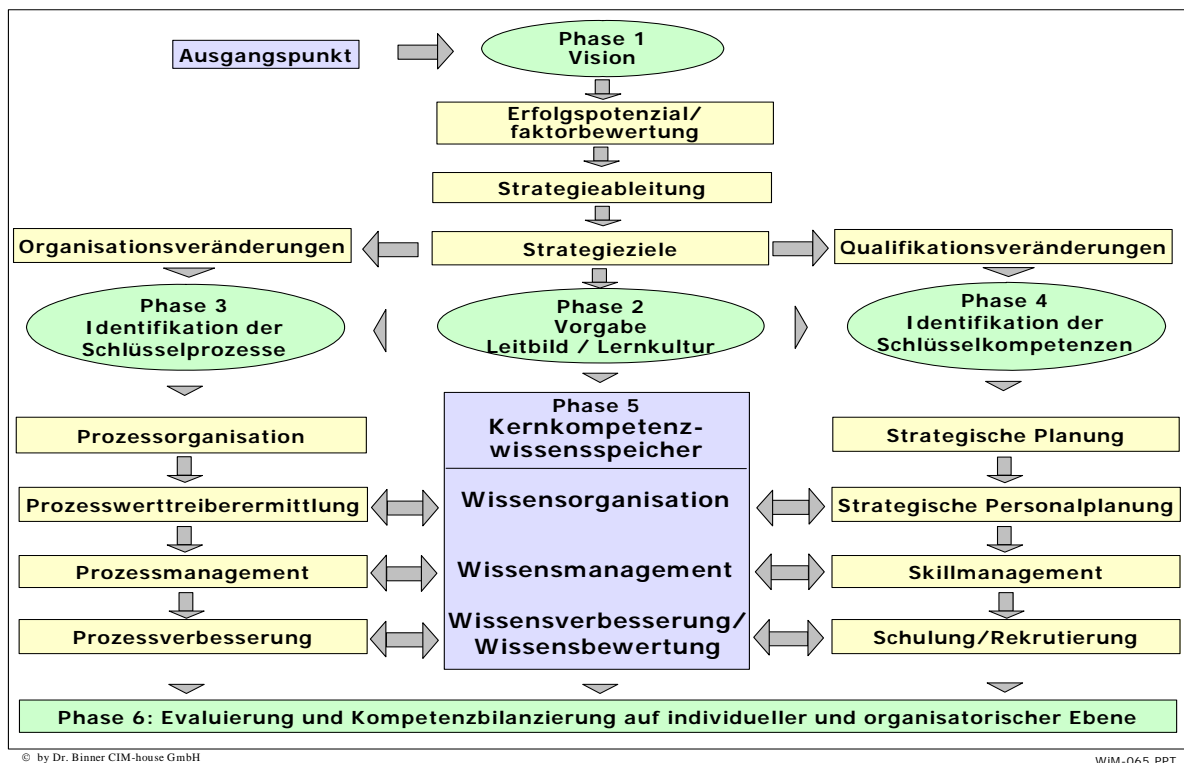 Ausgangspunkt
Phase 1
Vision
Erfolgspotenzial/
faktorbewertung
Strategieableitung
Organisationsveränderungen
Strategieziele
Qualifikationsveränderungen
Phase 3
Identifikation der
Schlüsselprozesse
Phase 2
Vorgabe
Leitbild / Lernkultur
Phase 4
Identifikation der
Schlüsselkompetenzen
Prozessorganisation
Prozesswerttreiberermittlung
Prozessmanagement
Prozessverbesserung
Phase 5
Kernkompetenz-
wissensspeicher
Wissensorganisation
Wissensmanagement
Wissensverbesserung/
Wissensbewertung
Strategische Planung
Strategische Personalplanung
Skillmanagement
Schulung/Rekrutierung
Phase 6: Evaluierung und Kompetenzbilanzierung auf individueller und organisatorischer Ebene
© by Dr. Binner CIM-house GmbH
WiM-065.PPT